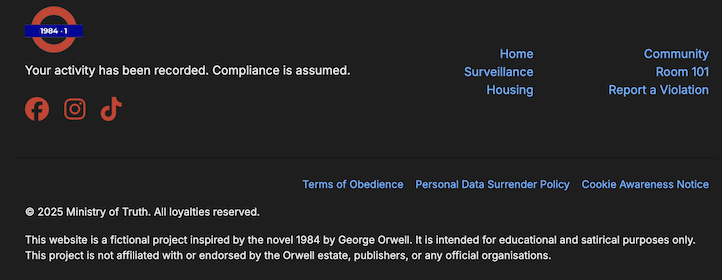 1984 - 1
Your activity has been recorded. Compliance is assumed.
Home
Surveillance
Housing
Community
Room 101
Report a Violation
Terms of Obedience Personal Data Surrender Policy Cookie Awareness Notice
© 2025 Ministry of Truth. All loyalties reserved.
This website is a fictional project inspired by the novel 1984 by George Orwell. It is intended for educational and satirical purposes only.
This project is not affiliated with or endorsed by the Orwell estate, publishers, or any official organisations.